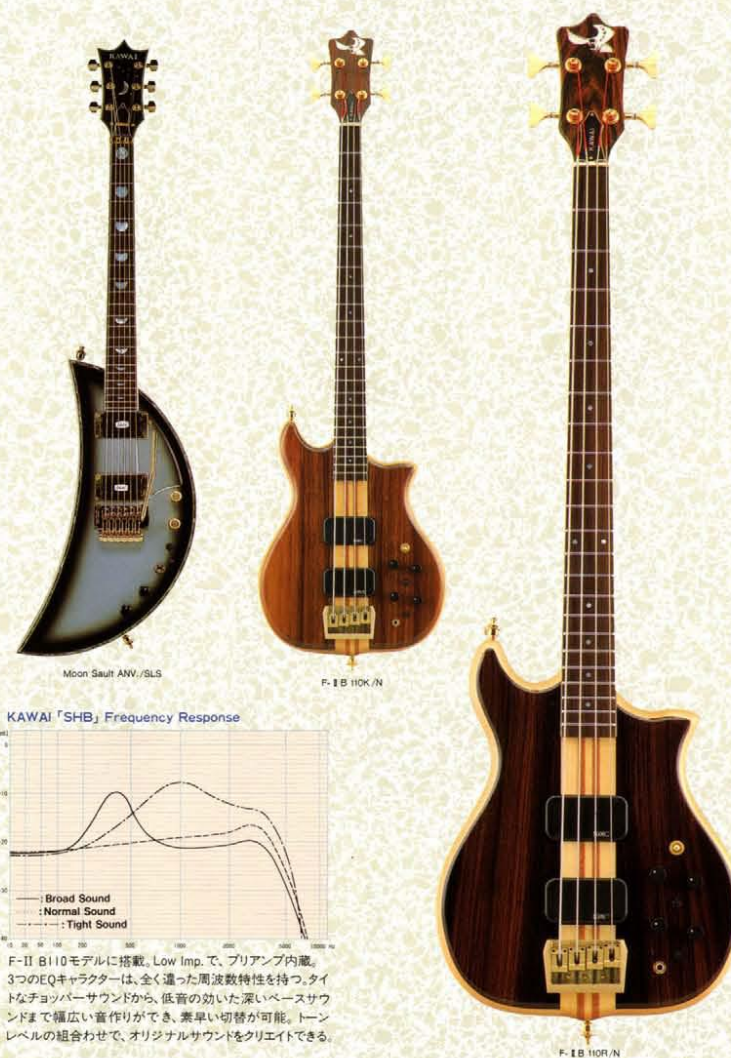 KAWAI
KAWAI
Moon Sault ANV./SLS
F-ⅡB 110K/N
KAWAI「SHB」Frequency Response
: Broad Sound
: Normal Sound
: Tight Sound
F-II B110モデルに搭載。Low Imp.で、プリアンプ内蔵。
3つのEQキャラクターは、全く違った周波数特性を持つ。タイ
トなチョッパーサウンドから、低音の効いた深いベースサウ
ンドまで幅広い音作りができ、素早い切替が可能。トーン
レベルの組合わせで、オリジナルサウンドをクリエイトできる。
F-ⅡB 110R/N